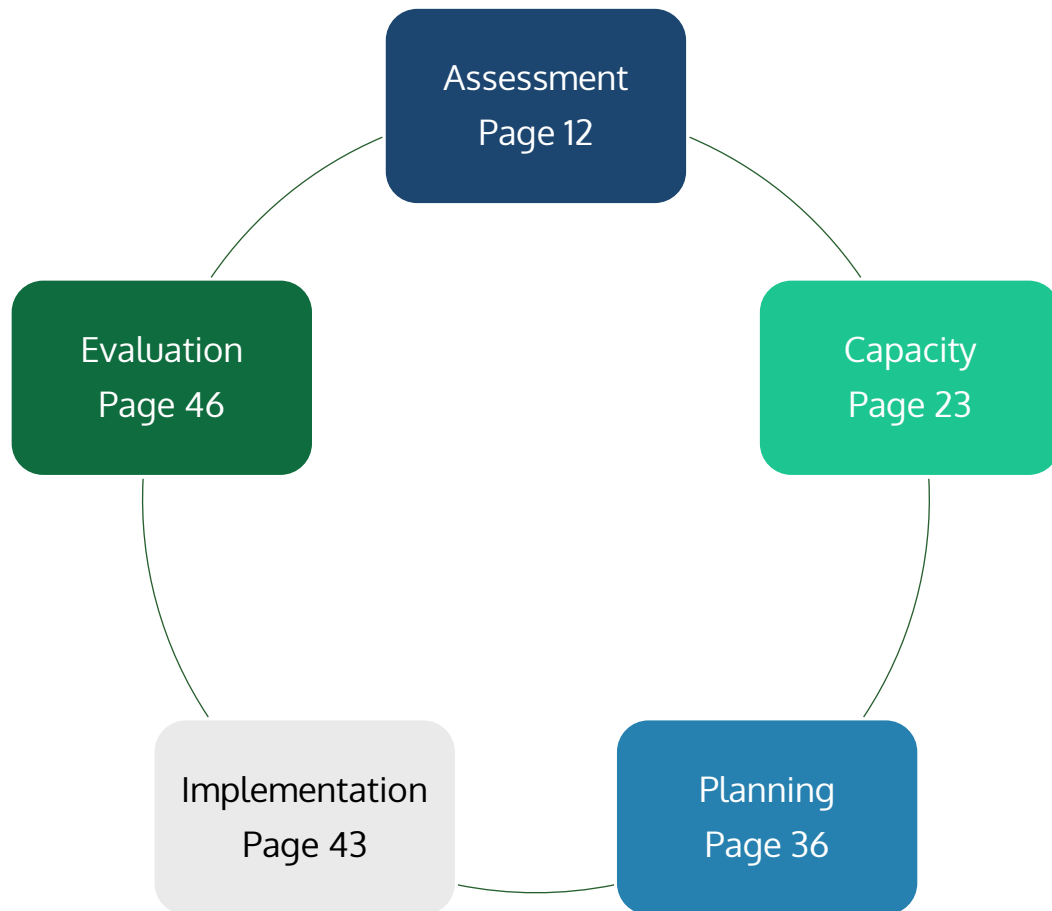 Assessment
Page 12
Capacity
Page 23
Planning
Page 36
Implementation
Page 43
Evaluation
Page 46